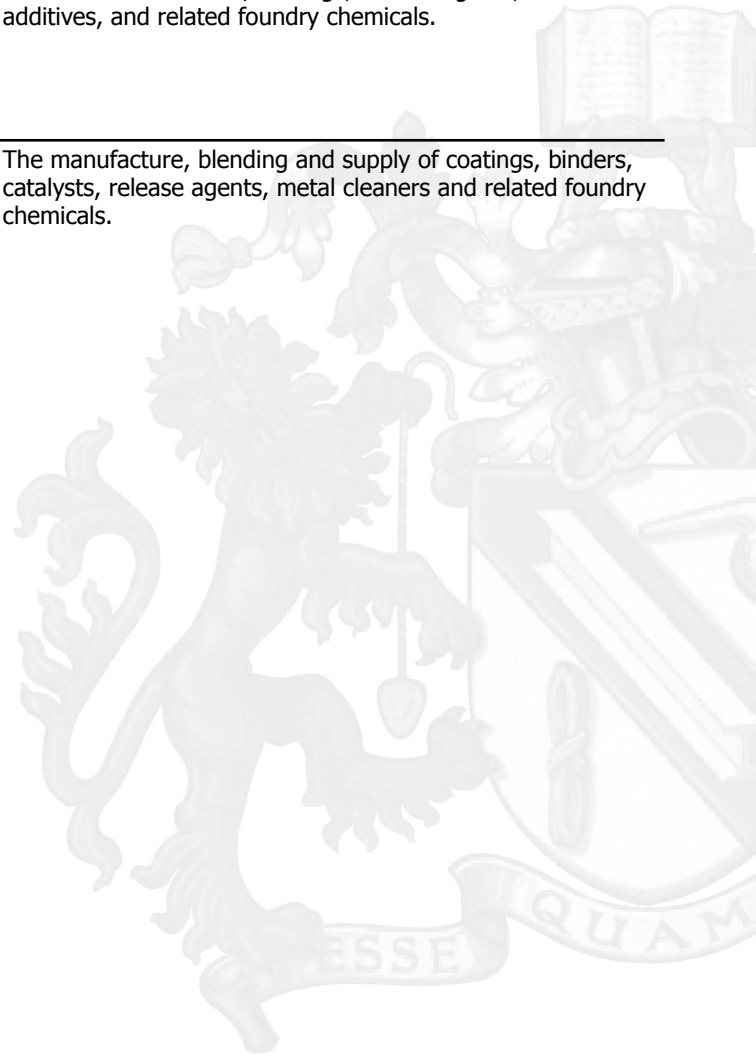 additives, and related foundry chemicals.
The manufacture, blending and supply of coatings, binders,
catalysts, release agents, metal cleaners and related foundry
chemicals.
ESSE
QUAM